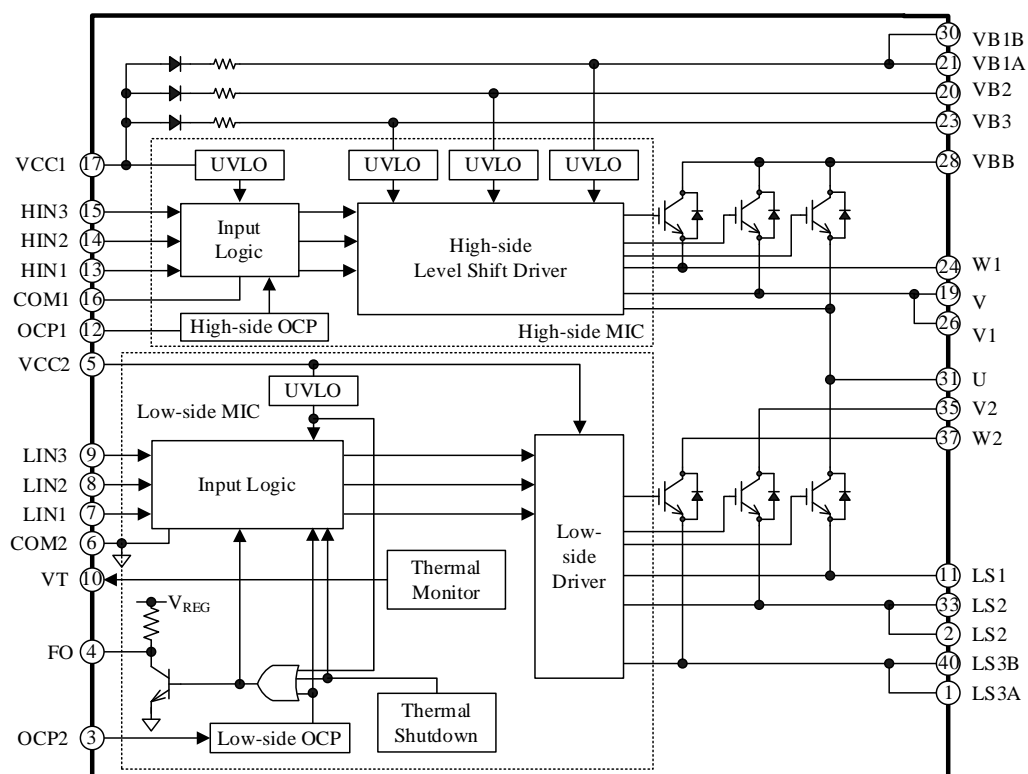 30 VB1B
21 VB1A
20 VB2
23 VB3
VCC1 17
UVLO
UVLO
UVLO
UVLO
28 VBB
HIN3 15
HIN2 14
HIN1 13
COM1 16
OCP1 12
Input
Logic
High-side
Level Shift Driver
High-side OCP
High-side MIC
24 W1
19 V
26 V1
VCC2 5
UVLO
Low-side MIC
31 U
35 V2
37 W2
LIN3 9
LIN2 8
LIN1 7
COM2 6
Input Logic
Low-
side
Driver
VT 10
Thermal
Monitor
11 LS1
33 LS2
2 LS2
40 LS3B
1 LS3A
VREG
FO 4
Thermal
Shutdown
OCP2 3
Low-side OCP